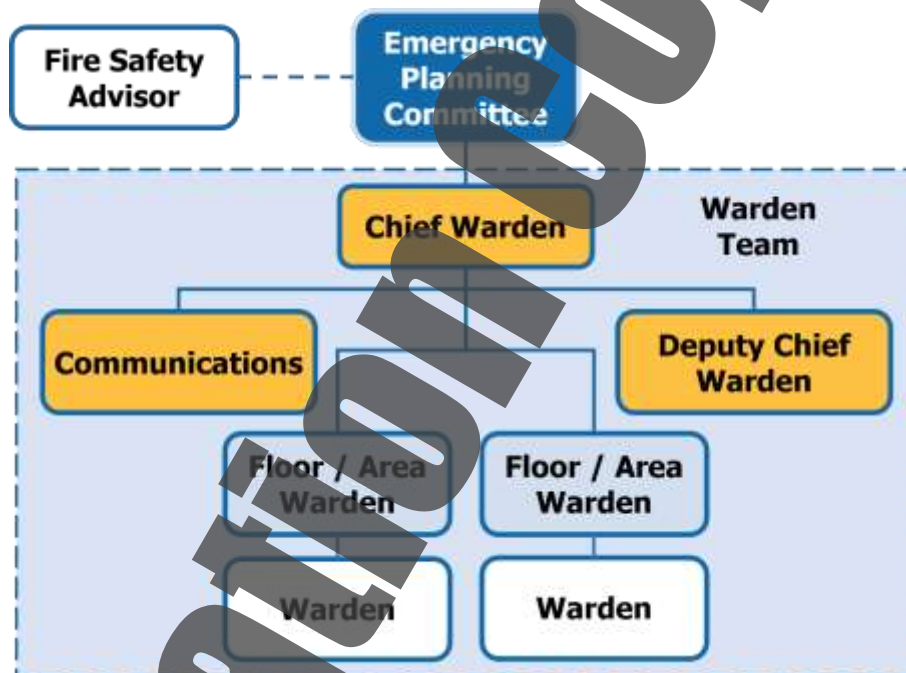 Fire Safety
Advisor
Emergency
Planning
Committee
Chief Warden
Warden
Team
Communications
Deputy Chief
Warden
Floor / Area
Warden
Floor / Area
Warden
Warden
Warden